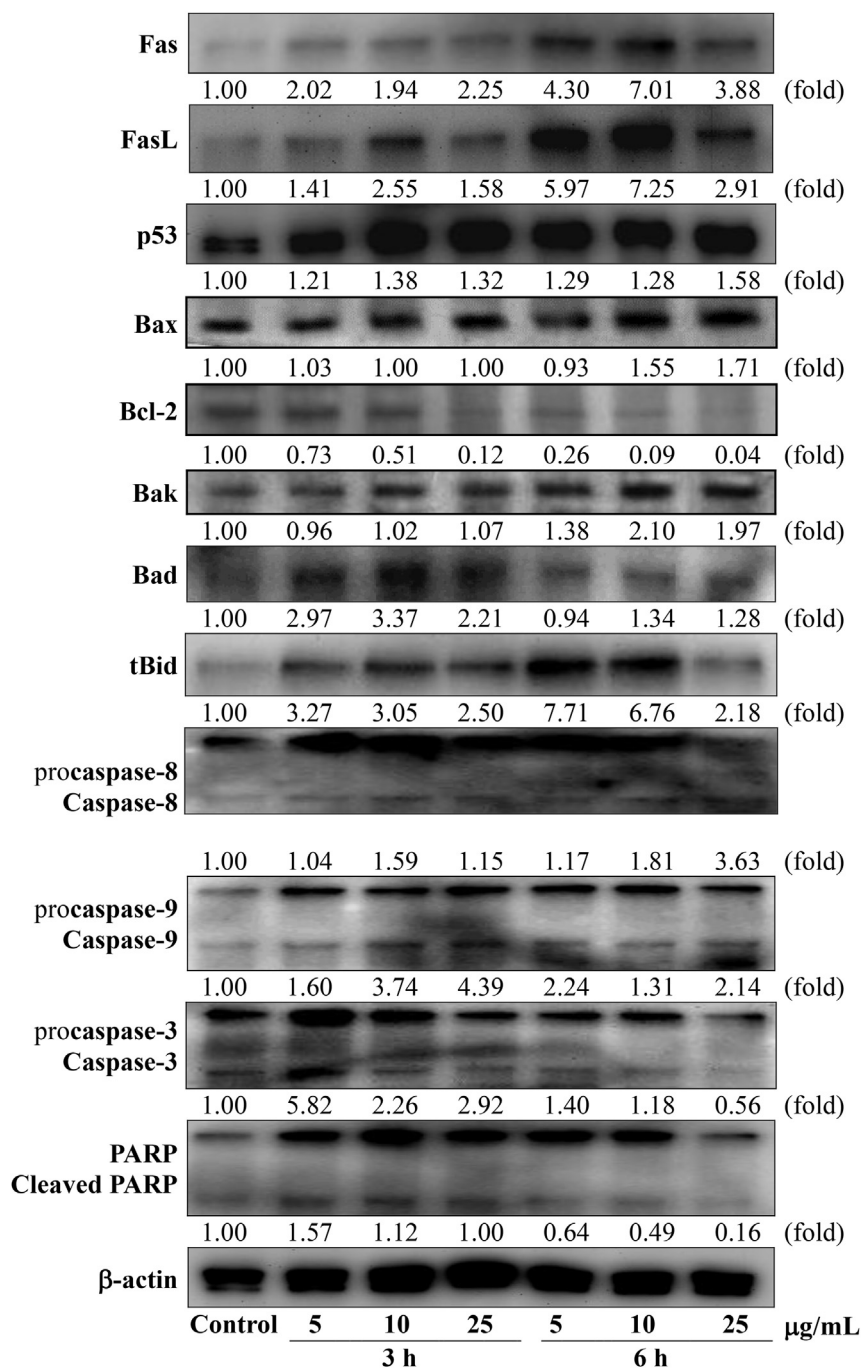 Fas
1.00 2.02 1.94 2.25 4.30 7.01 3.88 (fold)
FasL
1.00 1.41 2.55 1.58 5.97 7.25 2.91 (fold)
p53
1.00 1.21 1.38 1.32 1.29 1.28 1.58 (fold)
Bax
1.00 1.03 1.00 1.00 0.93 1.55 1.71 (fold)
Bcl-2
1.00 0.73 0.51 0.12 0.26 0.09 0.04 (fold)
Bak
1.00 0.96 1.02 1.07 1.38 2.10 1.97 (fold)
Bad
1.00 2.97 3.37 2.21 0.94 1.34 1.28 (fold)
tBid
1.00 3.27 3.05 2.50 7.71 6.76 2.18 (fold)
procaspase-8
Caspase-8
1.00 1.04 1.59 1.15 1.17 1.81 3.63 (fold)
procaspase-9
Caspase-9
1.00 1.60 3.74 4.39 2.24 1.31 2.14 (fold)
procaspase-3
Caspase-3
1.00 5.82 2.26 2.92 1.40 1.18 0.56 (fold)
PARP
Cleaved PARP
1.00 1.57 1.12 1.00 0.64 0.49 0.16 (fold)
β-actin
Control 5 10 25 5 10 25 μg/mL
3 h 6 h